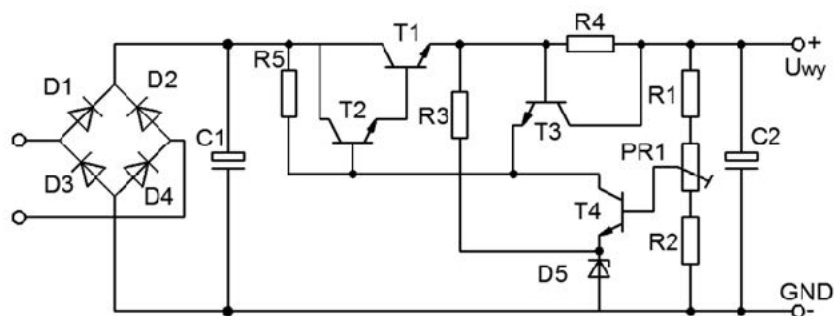 T1
R4
+
Uwy
D1
D2
R5
T2
R3
T3
R1
C1
PR1
C2
D3
D4
T4
R2
D5
GND
-